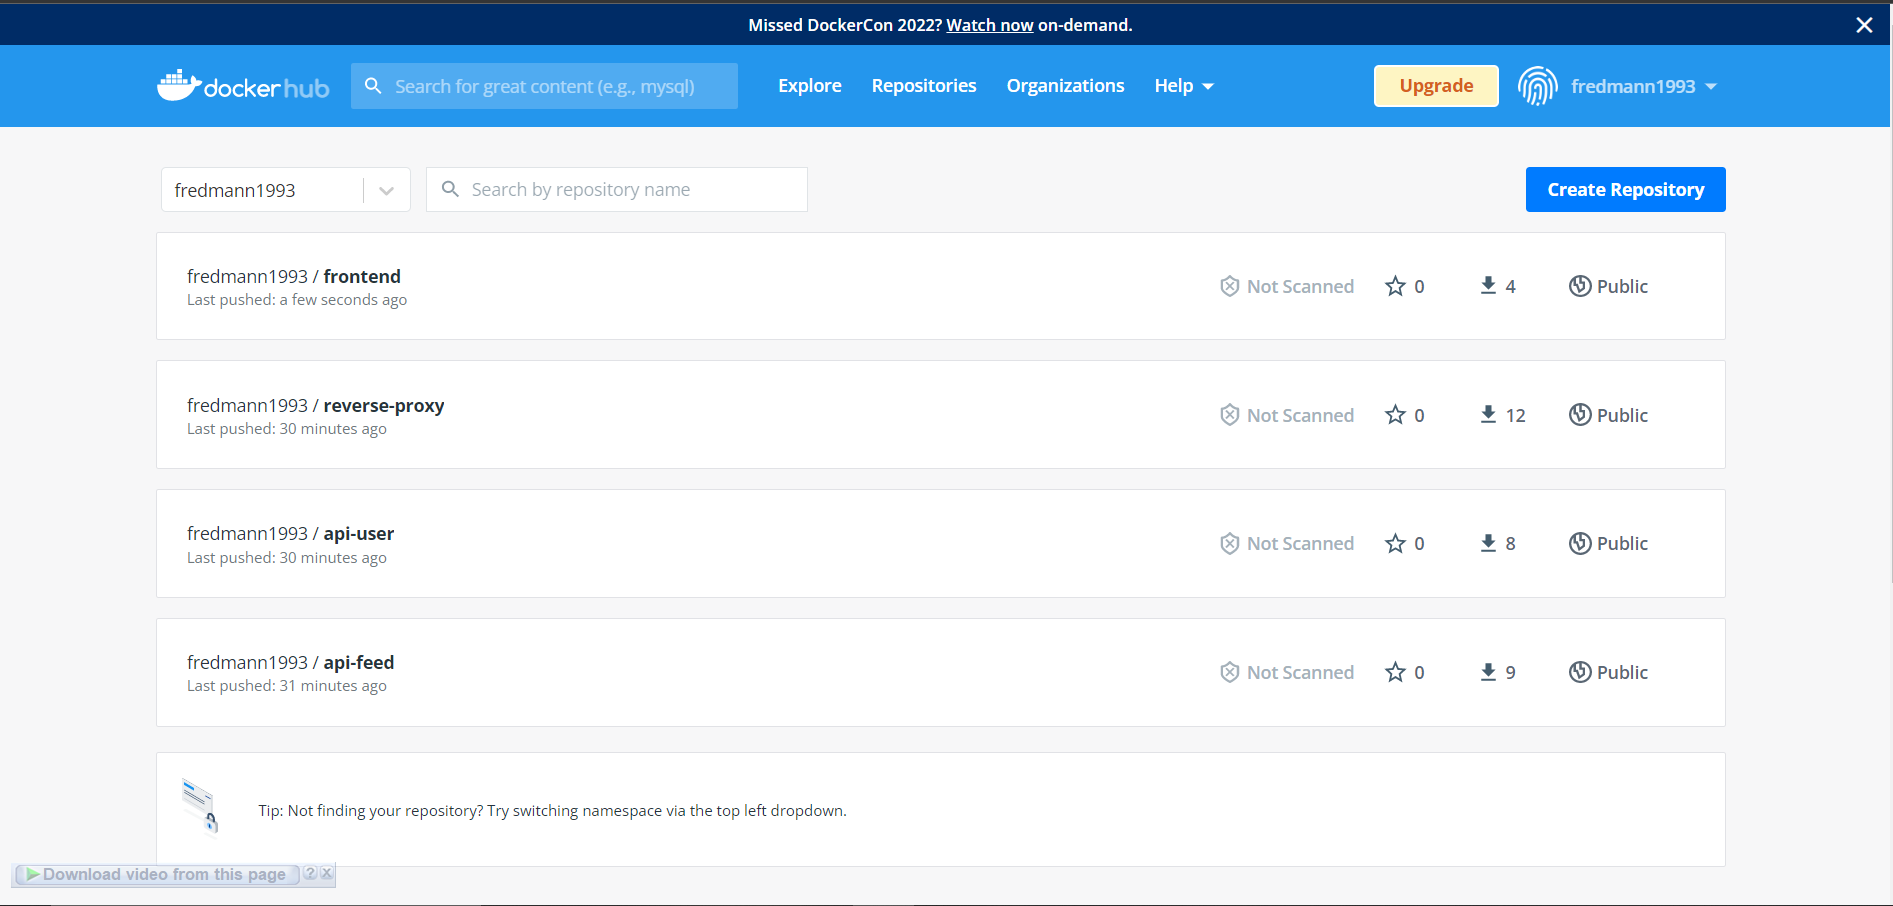 Missed DockerCon 2022? Watch now on-demand.
dockerhub
Search for great content (e.g., mysql)
Explore
Repositories
Organizations
Help
Upgrade
fredmann1993
fredmann1993
Search by repository name
Create Repository
fredmann1993 / frontend
Last pushed: a few seconds ago
Not Scanned
0
4
Public
fredmann1993 / reverse-proxy
Last pushed: 30 minutes ago
Not Scanned
0
12
Public
fredmann1993 / api-user
Last pushed: 30 minutes ago
Not Scanned
0
8
Public
fredmann1993 / api-feed
Last pushed: 31 minutes ago
Not Scanned
0
9
Public
Tip: Not finding your repository? Try switching namespace via the top left dropdown.
Download video from this page ? X